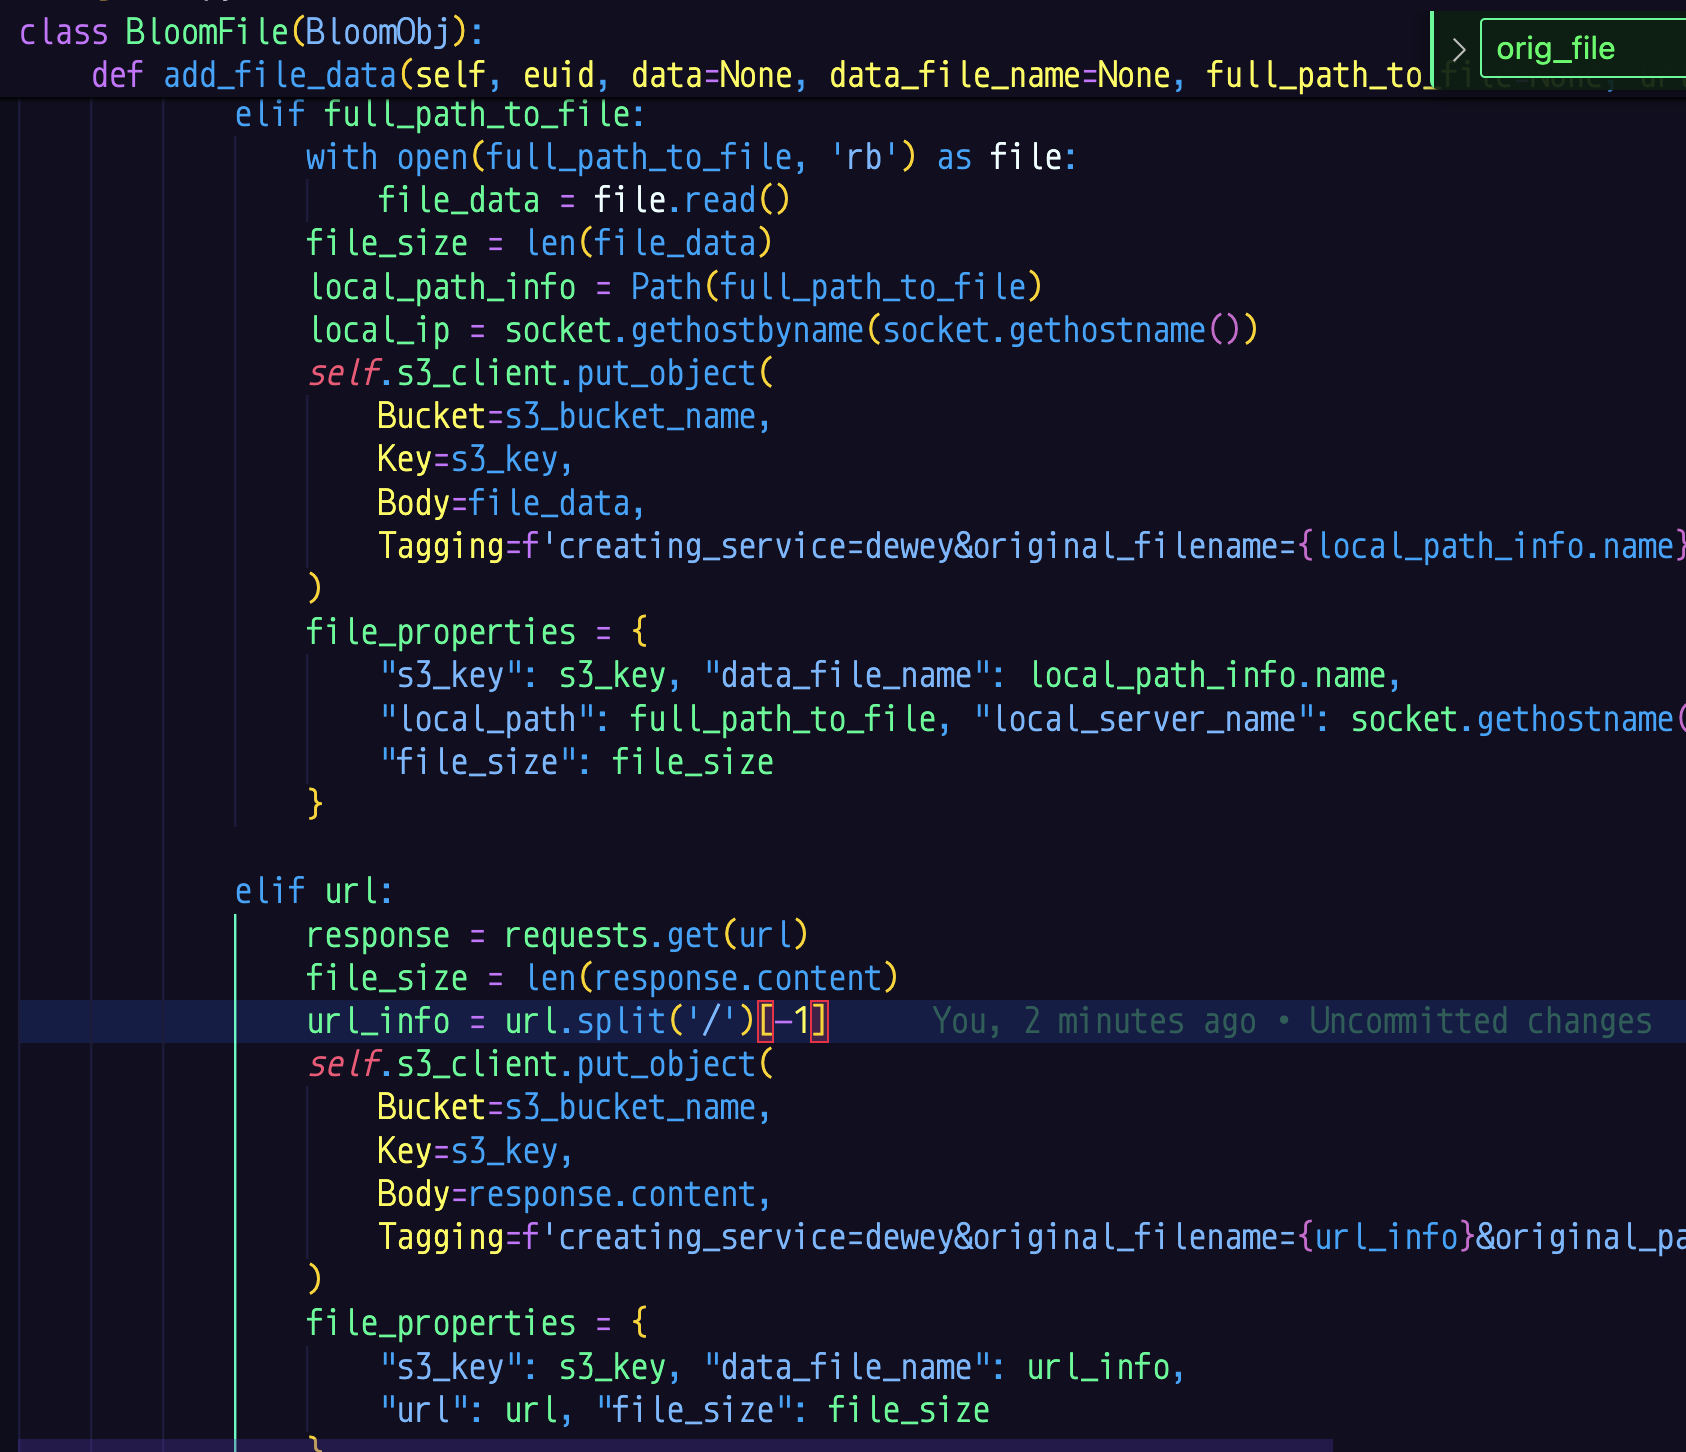 class BloomFile(BloomObj):
    def add_file_data(self, euid, data=None, data_file_name=None, full_path_to_file=None, url
orig_file
            elif full_path_to_file:
                with open(full_path_to_file, 'rb') as file:
                    file_data = file.read()
                file_size = len(file_data)
                local_path_info = Path(full_path_to_file)
                local_ip = socket.gethostbyname(socket.gethostname())
                self.s3_client.put_object(
                    Bucket=s3_bucket_name,
                    Key=s3_key,
                    Body=file_data,
                    Tagging=f'creating_service=dewey&original_filename={local_path_info.name}
                )
                file_properties = {
                    "s3_key": s3_key, "data_file_name": local_path_info.name,
                    "local_path": full_path_to_file, "local_server_name": socket.gethostname(
                    "file_size": file_size
                }
            elif url:
                response = requests.get(url)
                file_size = len(response.content)
                url_info = url.split('/')[-1]      You, 2 minutes ago • Uncommitted changes
                self.s3_client.put_object(
                    Bucket=s3_bucket_name,
                    Key=s3_key,
                    Body=response.content,
                    Tagging=f'creating_service=dewey&original_filename={url_info}&original_pa
                )
                file_properties = {
                    "s3_key": s3_key, "data_file_name": url_info,
                    "url": url, "file_size": file_size
                }